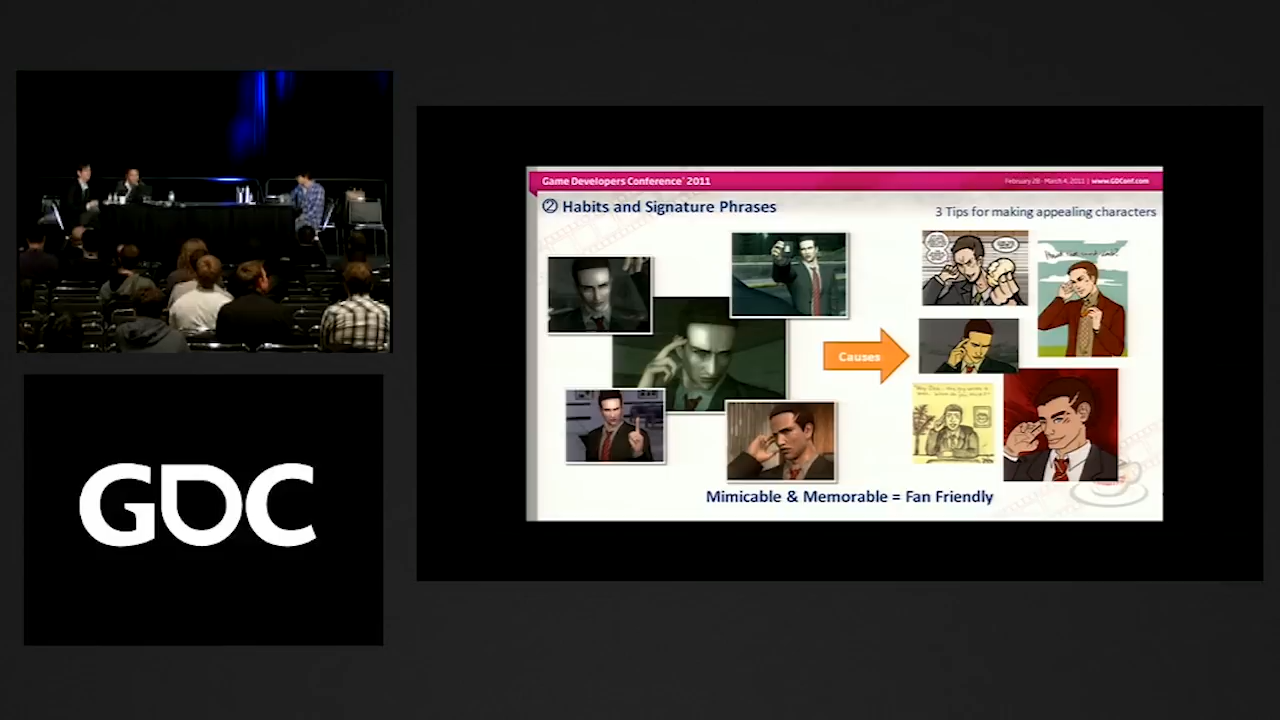 Game Developers Conference® 2011
February 28 - March 4, 2011 | www.GDConf.com
② Habits and Signature Phrases
3 Tips for making appealing characters
Causes
Mimicable & Memorable = Fan Friendly
GDC